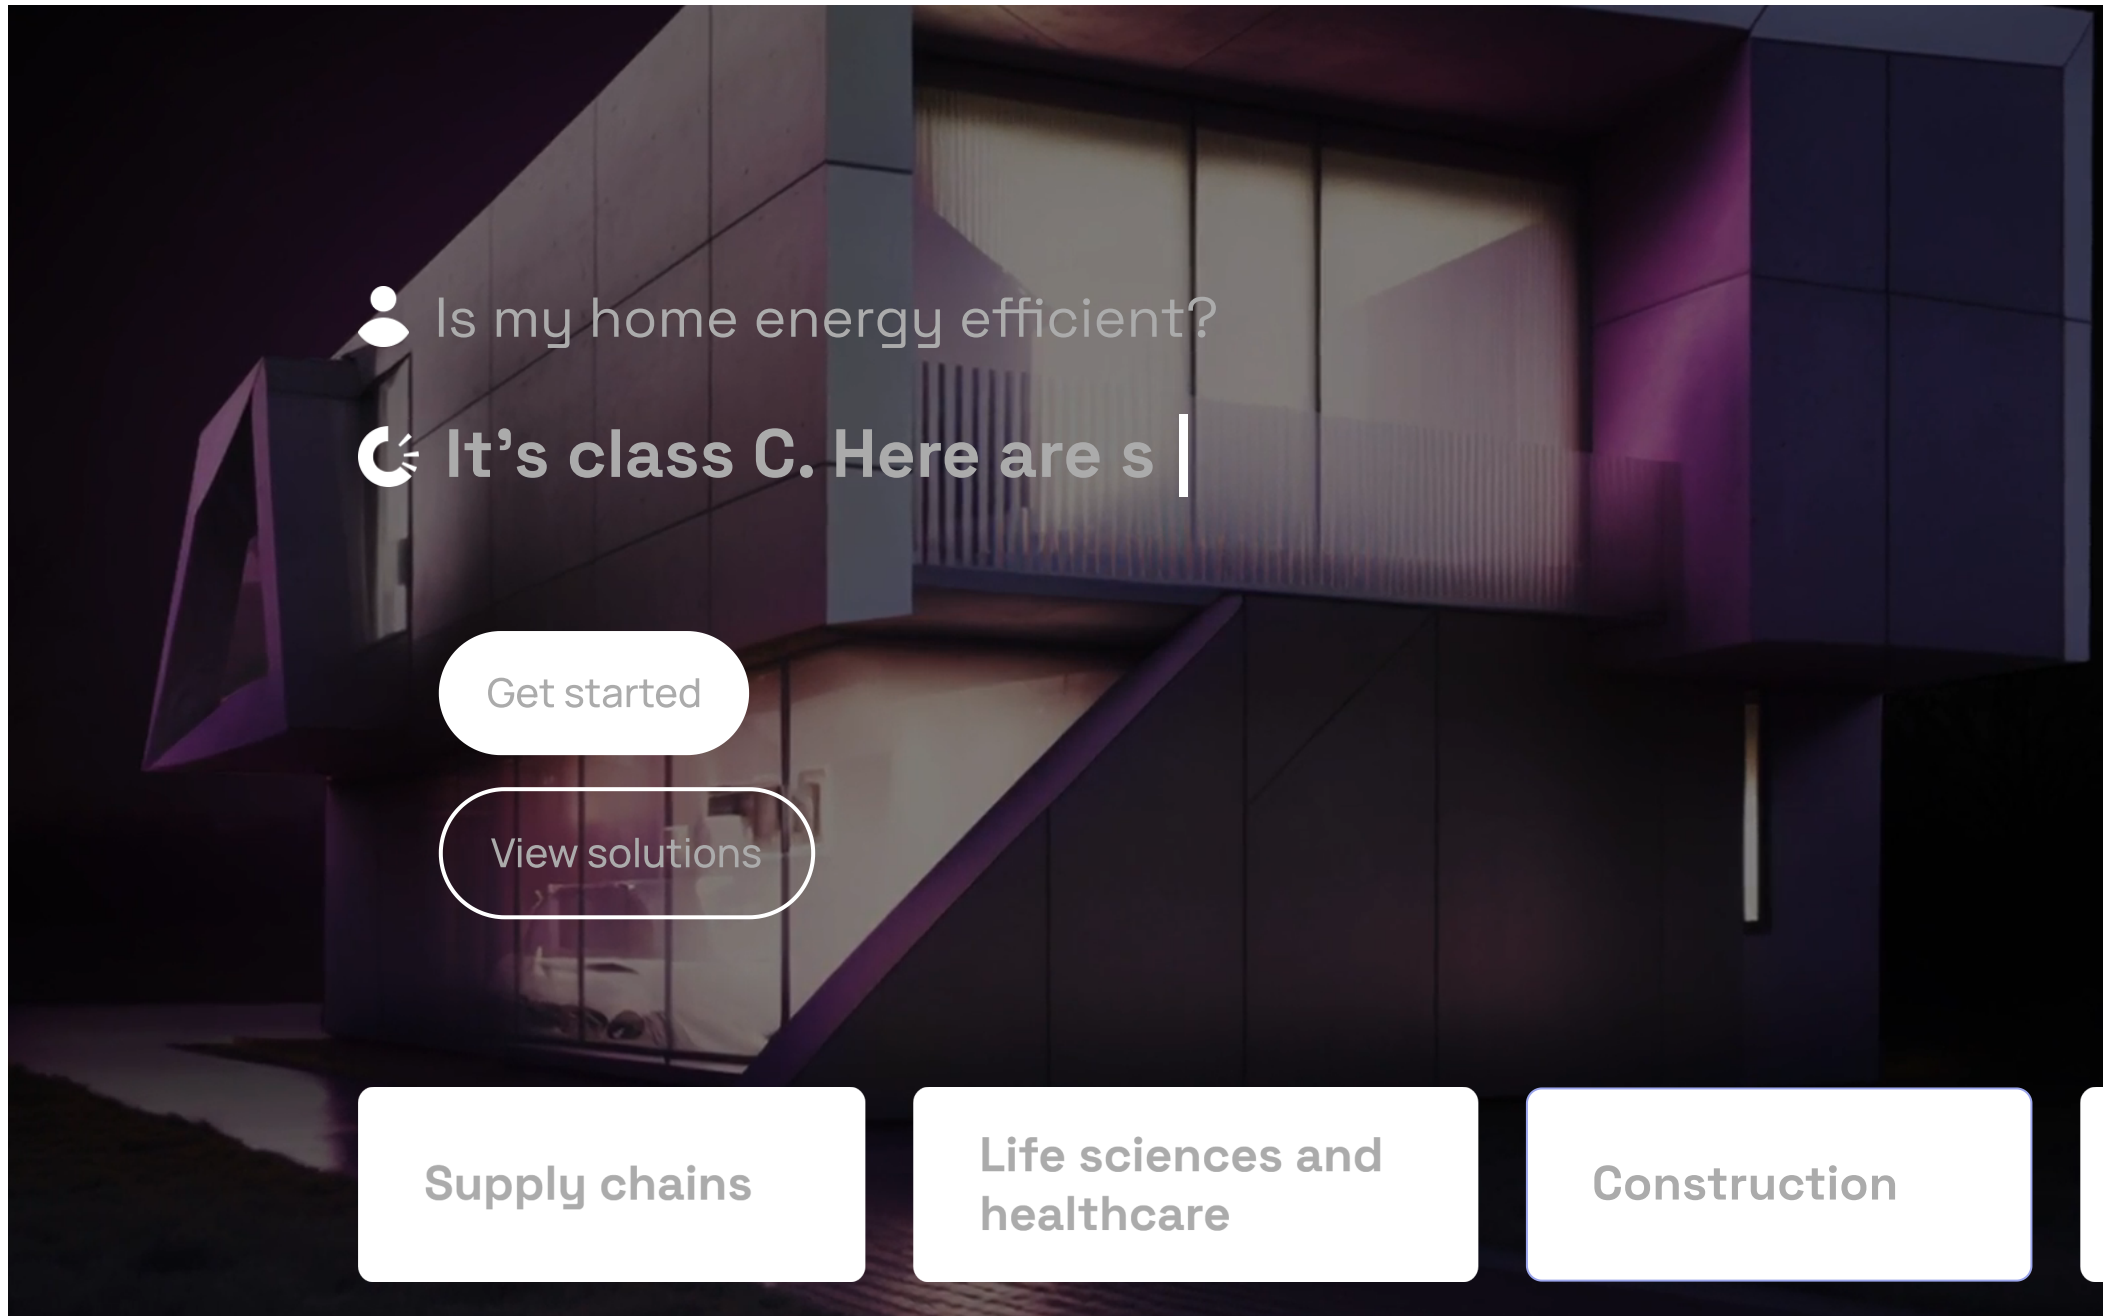 Is my home energy efficient?
It’s class C. Here are s
Get started
View solutions
Supply chains
Life sciences and
healthcare
Construction